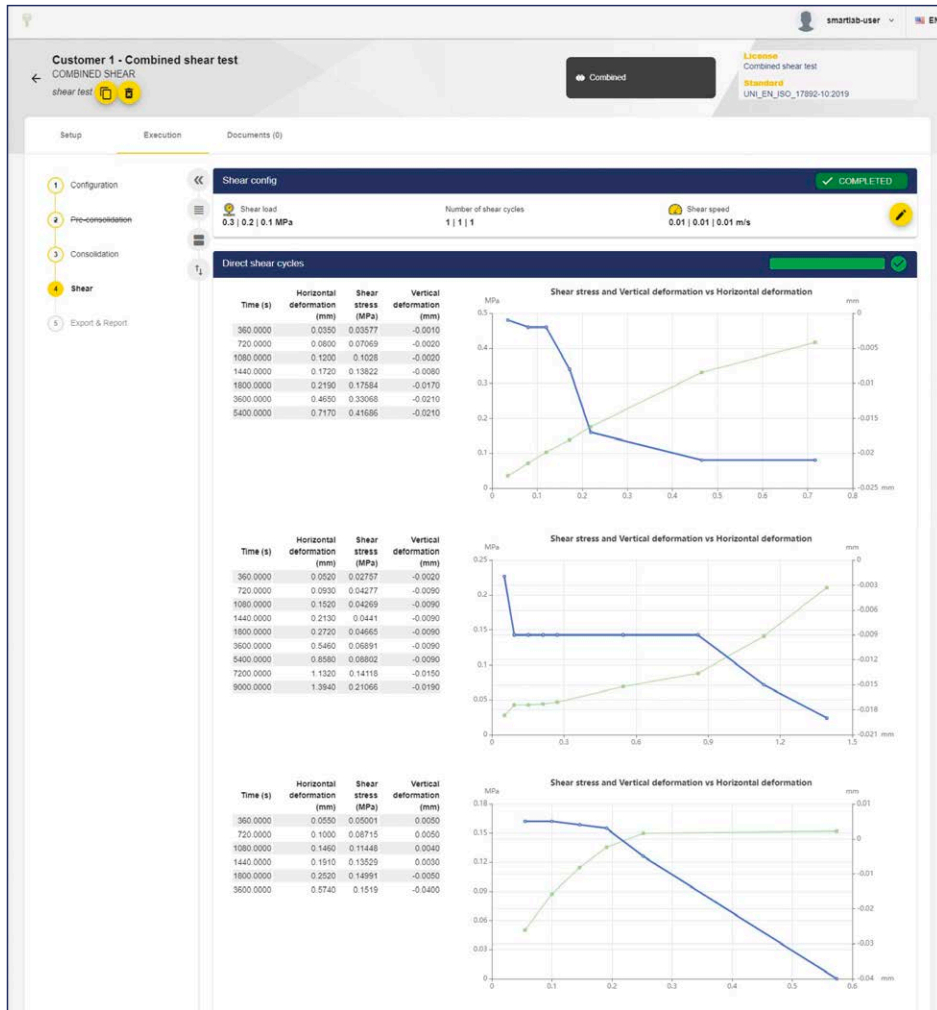 smartlab-user
EN
Customer 1 - Combined shear test
COMBINED SHEAR
shear test
Combined
License
Combined shear test
Standard
UNI_EN_ISO_17892-10:2019
Setup Execution Documents (0)
1 Configuration
2 Pre-consolidation
3 Consolidation
4 Shear
5 Export & Report
Shear config COMPLETED
Shear load Number of shear cycles Shear speed
0.3 | 0.2 | 0.1 MPa 1 | 1 | 1 0.01 | 0.01 | 0.01 m/s
Direct shear cycles
Time (s) Horizontal deformation (mm) Shear stress (MPa) Vertical deformation (mm)
360.0000 0.0350 0.03577 -0.0010
720.0000 0.0800 0.07069 -0.0020
1080.0000 0.1200 0.1028 -0.0020
1440.0000 0.1720 0.13822 -0.0080
1800.0000 0.2190 0.17584 -0.0170
3600.0000 0.4650 0.33068 -0.0210
5400.0000 0.7170 0.41686 -0.0210
Shear stress and Vertical deformation vs Horizontal deformation
MPa mm
0.5 0
0.4 -0.005
0.3 -0.01
0.2 -0.015
0.1 -0.02
0 -0.025 mm
0 0.1 0.2 0.3 0.4 0.5 0.6 0.7 0.8
Time (s) Horizontal deformation (mm) Shear stress (MPa) Vertical deformation (mm)
360.0000 0.0520 0.02757 -0.0020
720.0000 0.0930 0.04277 -0.0090
1080.0000 0.1520 0.04269 -0.0090
1440.0000 0.2130 0.0441 -0.0090
1800.0000 0.2720 0.04665 -0.0090
3600.0000 0.5460 0.06891 -0.0090
5400.0000 0.8580 0.08802 -0.0090
7200.0000 1.1320 0.14118 -0.0150
9000.0000 1.3940 0.21066 -0.0190
Shear stress and Vertical deformation vs Horizontal deformation
MPa mm
0.25 0
0.2 -0.003
-0.006
0.15 -0.009
0.1 -0.012
-0.015
0.05 -0.018
0 -0.021 mm
0 0.3 0.6 0.9 1.2 1.5
Time (s) Horizontal deformation (mm) Shear stress (MPa) Vertical deformation (mm)
360.0000 0.0550 0.05001 0.0050
720.0000 0.1000 0.08715 0.0050
1080.0000 0.1460 0.11448 0.0040
1440.0000 0.1910 0.13529 0.0030
1800.0000 0.2520 0.14991 -0.0050
3600.0000 0.5740 0.1519 -0.0400
Shear stress and Vertical deformation vs Horizontal deformation
MPa mm
0.18 0.01
0.15 0
0.12 -0.01
0.09 -0.02
0.06
0.03 -0.03
0 -0.04 mm
0 0.1 0.2 0.3 0.4 0.5 0.6